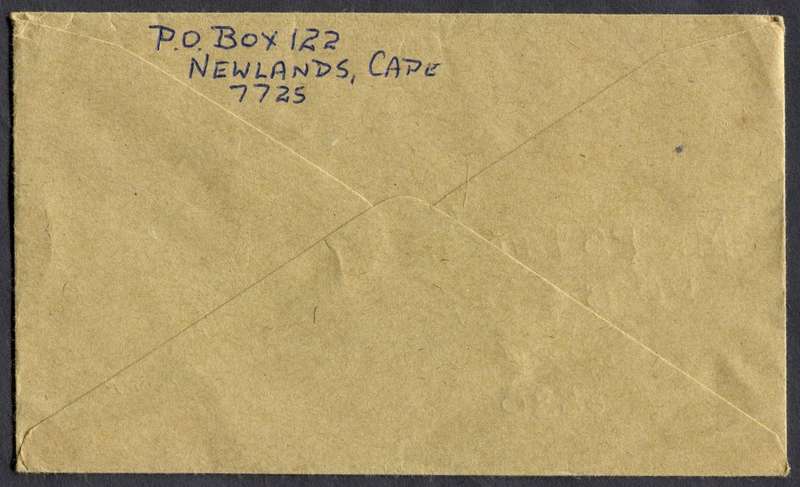 P.O. BOX 122
NEWLANDS, CAPE
7725